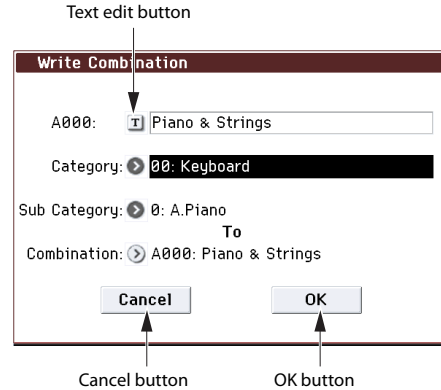 Text edit button
Write Combination
A000: T Piano & Strings
Category: 00: Keyboard
Sub Category: 0: A.Piano
To
Combination: A000: Piano & Strings
Cancel OK
Cancel button OK button